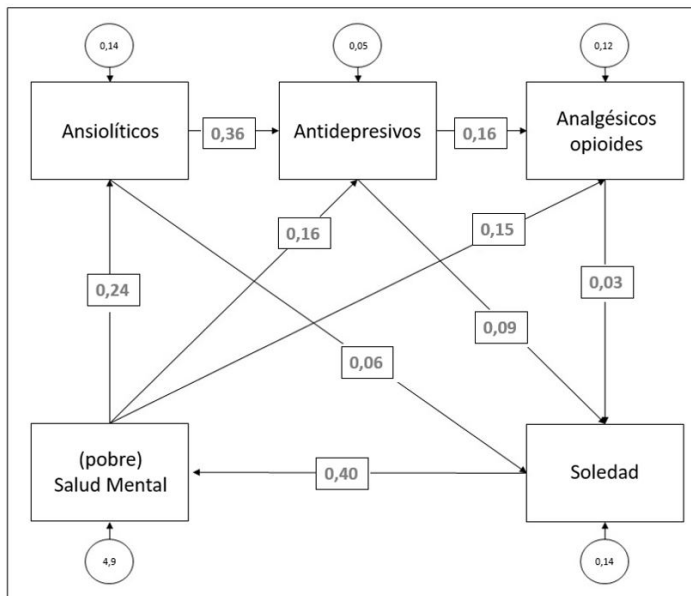 0,14
0,05
0,12
Ansiolíticos
0,36
Antidepresivos
0,16
Analgésicos
opioides
0,16
0,15
0,24
0,03
0,09
0,06
(pobre)
Salud Mental
0,40
Soledad
4,9
0,14